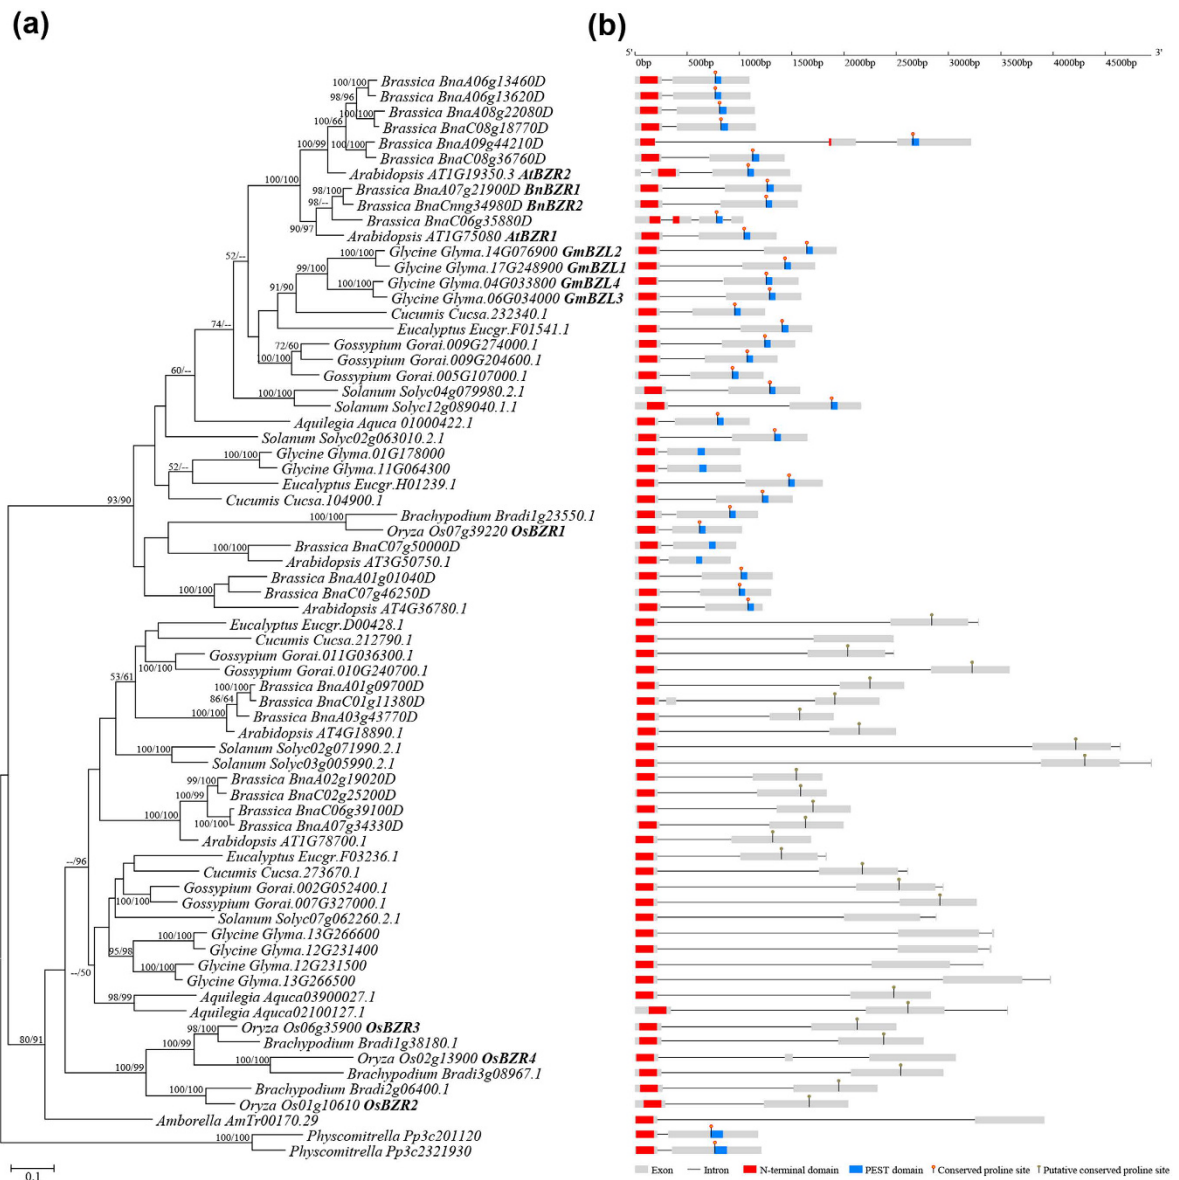 (a)
(b)
5' 3'
0bp 500bp 1000bp 1500bp 2000bp 2500bp 3000bp 3500bp 4000bp 4500bp
100/100 Brassica BnaA06g13460D
98/96 Brassica BnaA06g13620D
Brassica BnaA08g22080D
100/100 Brassica BnaC08g18770D
100/66
100/100 Brassica BnaA09g44210D
100/99 Brassica BnaC08g36760D
Arabidopsis AT1G19350.3 AtBZR2
100/100
98/100 Brassica BnaA07g21900D BnBZR1
98/-- Brassica BnaCnng34980D BnBZR2
Brassica BnaC06g35880D
90/97 Arabidopsis AT1G75080 AtBZR1
52/--
100/100 Glycine Glyma.14G076900 GmBZL2
99/100 Glycine Glyma.17G248900 GmBZL1
100/100 Glycine Glyma.04G033800 GmBZL4
91/91 Glycine Glyma.06G034000 GmBZL3
Cucumis Cucsa.232340.1
74/-- Eucalyptus Eucgr.F01541.1
72/60 Gossypium Gorai.009G274000.1
100/100 Gossypium Gorai.009G204600.1
60/-- Gossypium Gorai.005G107000.1
100/100 Solanum Solyc04g079980.2.1
Solanum Solyc12g089040.1.1
Aquilegia Aquca 01000422.1
Solanum Solyc02g063010.2.1
100/100 Glycine Glyma.01G178000
52/-- Glycine Glyma.11G064300
Eucalyptus Eucgr.H01239.1
93/90 Cucumis Cucsa.104900.1
100/100 Brachypodium Bradi1g23550.1
Oryza Os07g39220 OsBZR1
100/100 Brassica BnaC07g50000D
Arabidopsis AT3G50750.1
Brassica BnaA01g01040D
100/100 Brassica BnaC07g46250D
Arabidopsis AT4G36780.1
Eucalyptus Eucgr.D00428.1
Cucumis Cucsa.212790.1
Gossypium Gorai.011G036300.1
100/100 Gossypium Gorai.010G240700.1
53/61
100/100 Brassica BnaA01g09700D
86/64 Brassica BnaC01g11380D
100/100 Brassica BnaA03g43770D
Arabidopsis AT4G18890.1
100/100 Solanum Solyc02g071990.2.1
Solanum Solyc03g005990.2.1
99/100 Brassica BnaA02g19020D
100/99 Brassica BnaC02g25200D
100/100 Brassica BnaC06g39100D
100/100 Brassica BnaA07g34330D
Arabidopsis AT1G78700.1
--/96 Eucalyptus Eucgr.F03236.1
Cucumis Cucsa.273670.1
Gossypium Gorai.002G052400.1
100/100 Gossypium Gorai.007G327000.1
Solanum Solyc07g062260.2.1
100/100 Glycine Glyma.13G266600
95/98 Glycine Glyma.12G231400
100/100 Glycine Glyma.12G231500
--/50 Glycine Glyma.13G266500
98/99 Aquilegia Aquca03900027.1
Aquilegia Aquca02100127.1
98/100 Oryza Os06g35900 OsBZR3
80/91 100/99 Brachypodium Bradi1g38180.1
100/100 Oryza Os02g13900 OsBZR4
100/99 Brachypodium Bradi3g08967.1
100/100 Brachypodium Bradi2g06400.1
Oryza Os01g10610 OsBZR2
Amborella AmTr00170.29
100/100 Physcomitrella Pp3c201120
Physcomitrella Pp3c2321930
0.1
Exon Intron N-terminal domain PEST domain Conserved proline site Putative conserved proline site